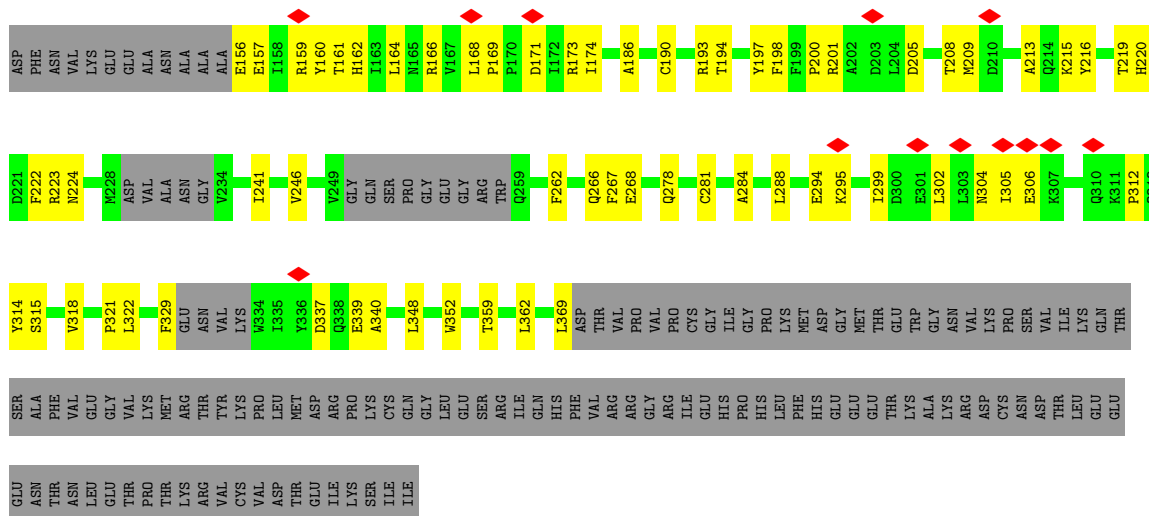 ASP PHE ASN VAL LYS GLU GLU ALA ASN ALA ALA ALA E156 E157 I158 R159 Y160 T161 H162 I163 L164 N165 R166 V167 L168 P169 P170 D171 I172 R173 I174 A186 C190 R193 T194 Y197 F198 F199 P200 R201 A202 D203 L204 D205 T208 M209 D210 A213 Q214 K215 Y216 T219 H220
D221 F222 R223 N224 M228 ASP VAL ALA ASN GLY V234 I241 V246 V249 GLY GLN SER PRO GLY GLU GLY ARG TRP Q259 F262 Q266 F267 E268 Q278 C281 A284 L288 E294 K295 I299 D300 E301 L302 L303 N304 I305 E306 K307 Q310 K311 P312
Y314 S315 V318 P321 L322 F329 GLU ASN VAL LYS W334 I335 Y336 D337 Q338 E339 A340 L348 W352 T359 L362 L369 ASP THR VAL PRO VAL PRO CYS GLY ILE GLY PRO LYS MET ASP GLY MET THR GLU TRP GLY ASN VAL LYS PRO SER VAL ILE LYS GLN THR
SER ALA PHE VAL GLU GLY VAL LYS MET ARG THR TYR LYS PRO LEU MET ASP ARG PRO LYS CYS GLN GLY LEU GLU SER ARG ILE GLN HIS PHE VAL ARG ARG GLY ARG ILE GLU HIS PRO HIS LEU PHE HIS GLU GLU GLU THR LYS ALA LYS ARG ASP CYS ASN ASP THR LEU GLU GLU
GLU ASN THR ASN LEU GLU THR PRO THR LYS ARG VAL CYS VAL ASP THR GLU ILE LYS SER ILE ILE